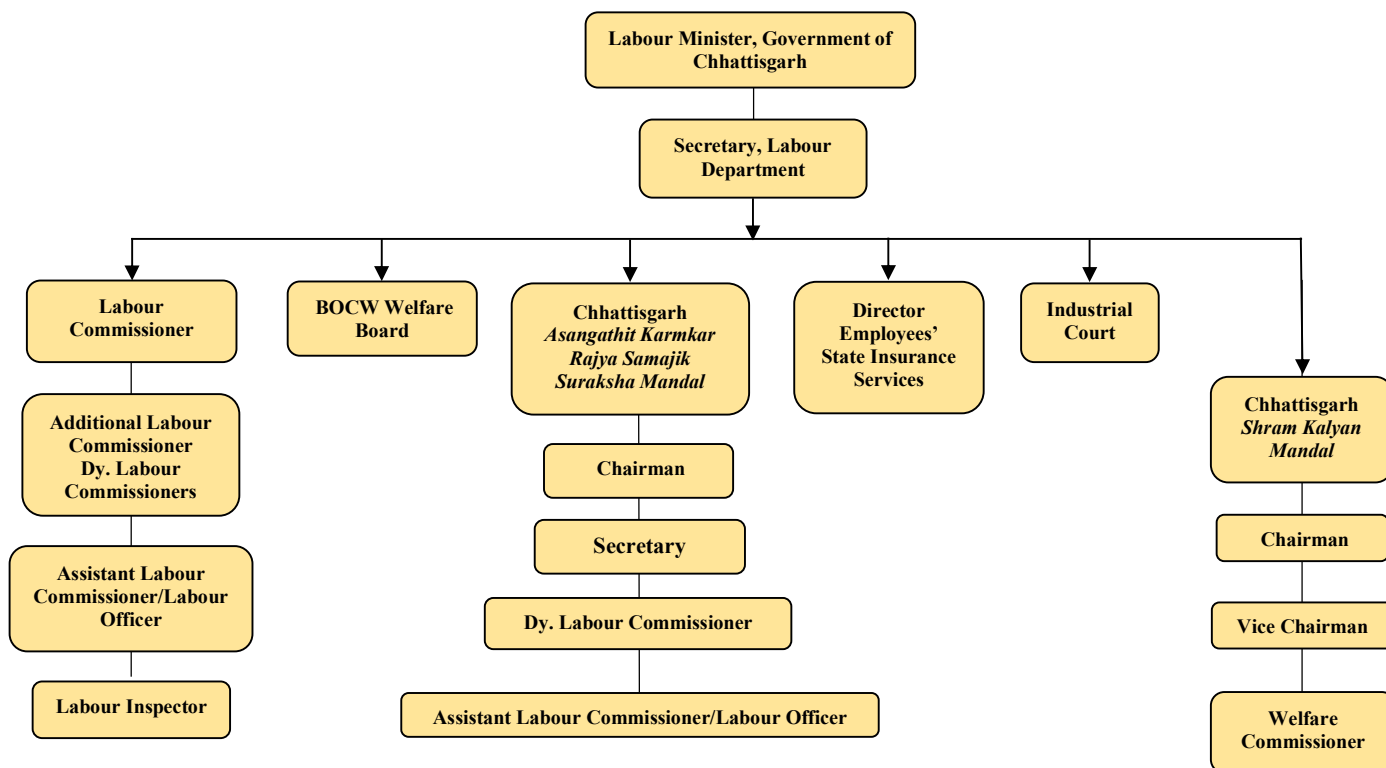 Labour Minister, Government of
Chhattisgarh
Secretary, Labour
Department
Labour
Commissioner
BOCW Welfare
Board
Chhattisgarh
Asangathit Karmkar
Rajya Samajik
Suraksha Mandal
Director
Employees’
State Insurance
Services
Industrial
Court
Chhattisgarh
Shram Kalyan
Mandal
Additional Labour
Commissioner
Dy. Labour
Commissioners
Chairman
Secretary
Chairman
Assistant Labour
Commissioner/Labour
Officer
Dy. Labour Commissioner
Vice Chairman
Labour Inspector
Assistant Labour Commissioner/Labour Officer
Welfare
Commissioner